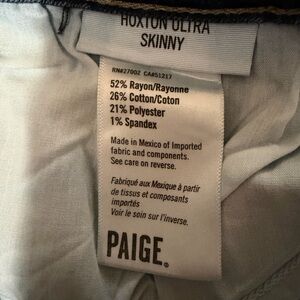 HOXTON ULTRA
SKINNY
RN#27002 CA#51217
52% Rayon/Rayonne
26% Cotton/Coton
21% Polyester
1% Spandex
Made in Mexico of Imported
fabric and components.
See care on reverse.
Fabriqué aux Mexique à partir
de tissus et composants
importés
Voir le soin sur l'inverse.
PAIGE®